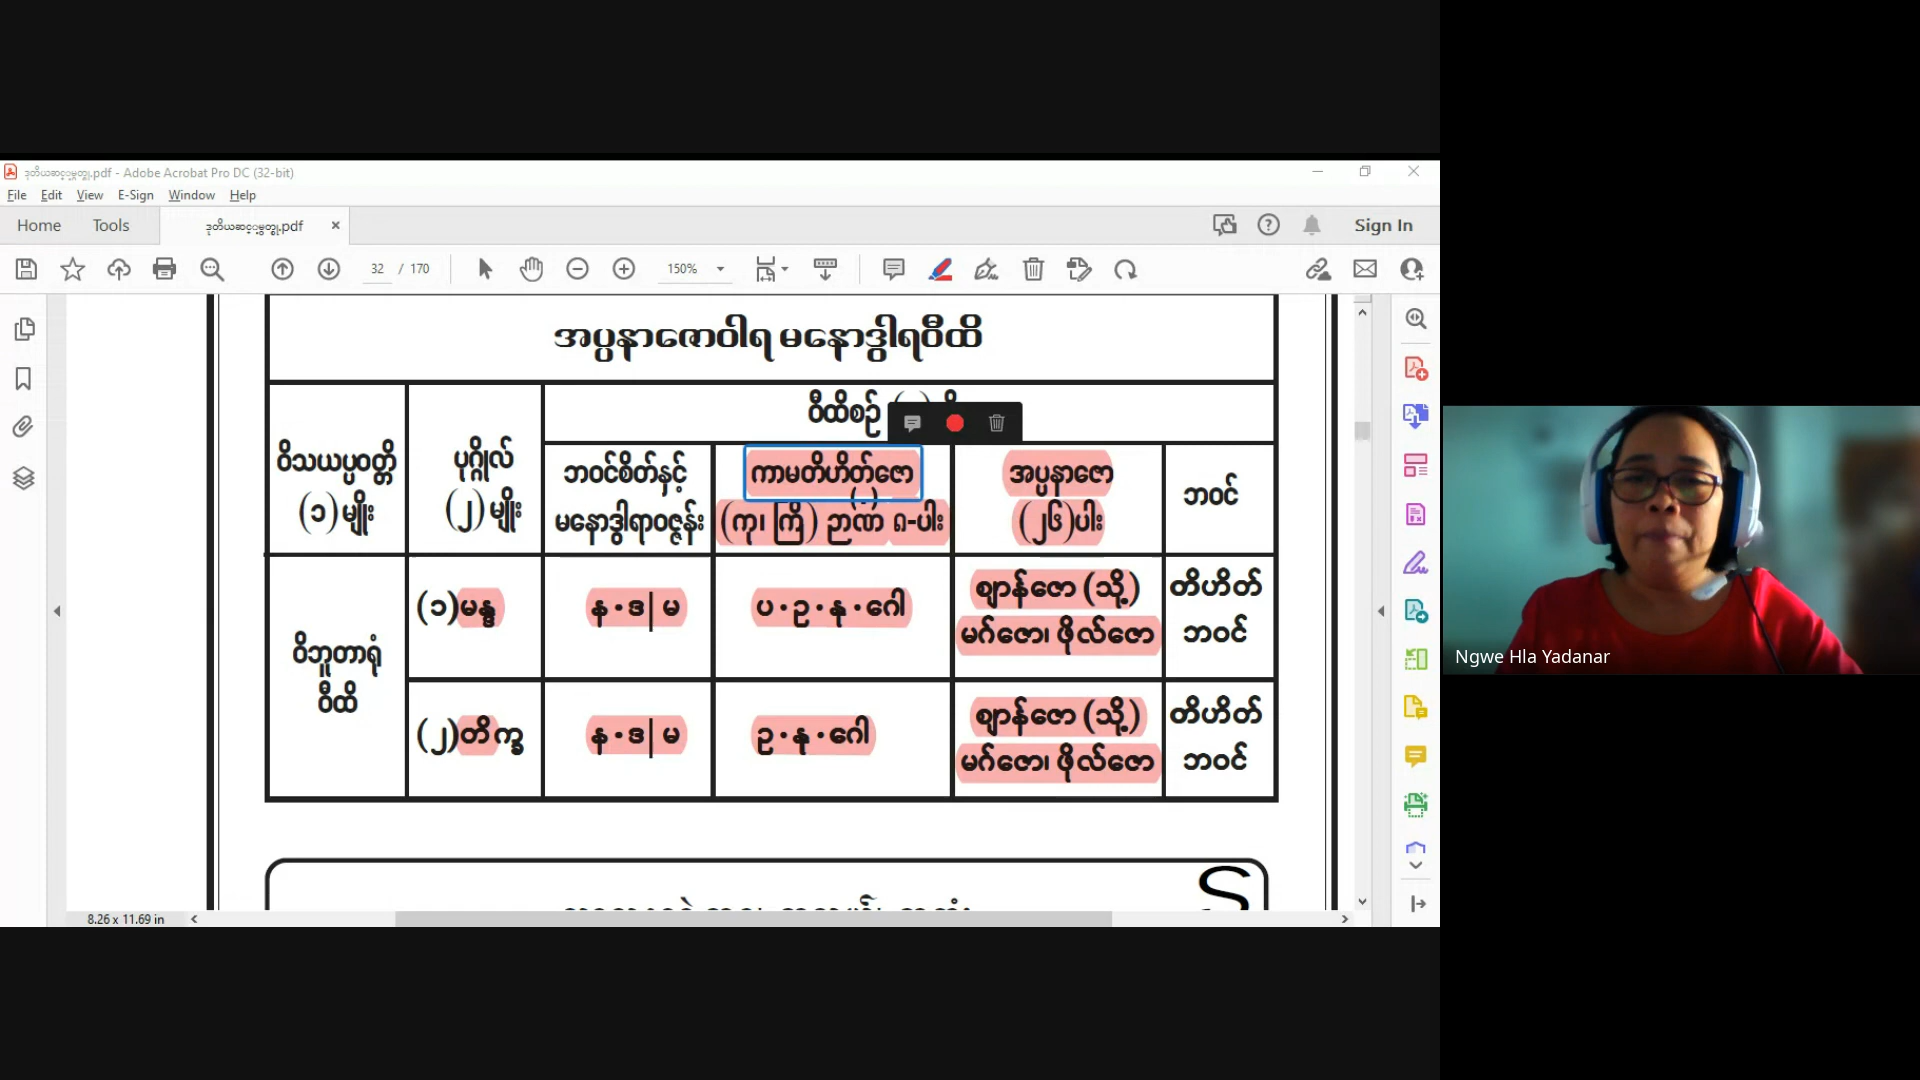 ဒုတိယဆင့်မှတ်စု.pdf - Adobe Acrobat Pro DC (32-bit)
File Edit View E-Sign Window Help
Home Tools .pdf × Sign In
32 / 170 150%
အပ္ပနာဇောဝါရ မနောဒွါရဝီထိ
ဝိသယပ္ပဝတ္တိ
(၁)မျိုး
ပုဂ္ဂိုလ်
(၂)မျိုး
ဝီထိစဉ်
ဘဝင်စိတ်နှင့်
မနောဒွါရာဝဇ္ဇန်း
ကာမတိဟိတ်ဇော
(ကု၊ ကြိ) ဉာဏ် ၈-ပါး
အပ္ပနာဇော
(၂၆)ပါး
ဘဝင်
ဝိဘူတာရုံ
ဝီထိ
(၁)မန္ဒ
န • ဒ| မ
ပ • ဥ • နု • ဂေါ
ဈာန်ဇော (သို့)
မဂ်ဇော၊ ဖိုလ်ဇော
တိဟိတ်
ဘဝင်
(၂)တိက္ခ
န • ဒ| မ
ဥ • နု • ဂေါ
ဈာန်ဇော (သို့)
မဂ်ဇော၊ ဖိုလ်ဇော
တိဟိတ်
ဘဝင်
8.26 x 11.69 in
Ngwe Hla Yadanar